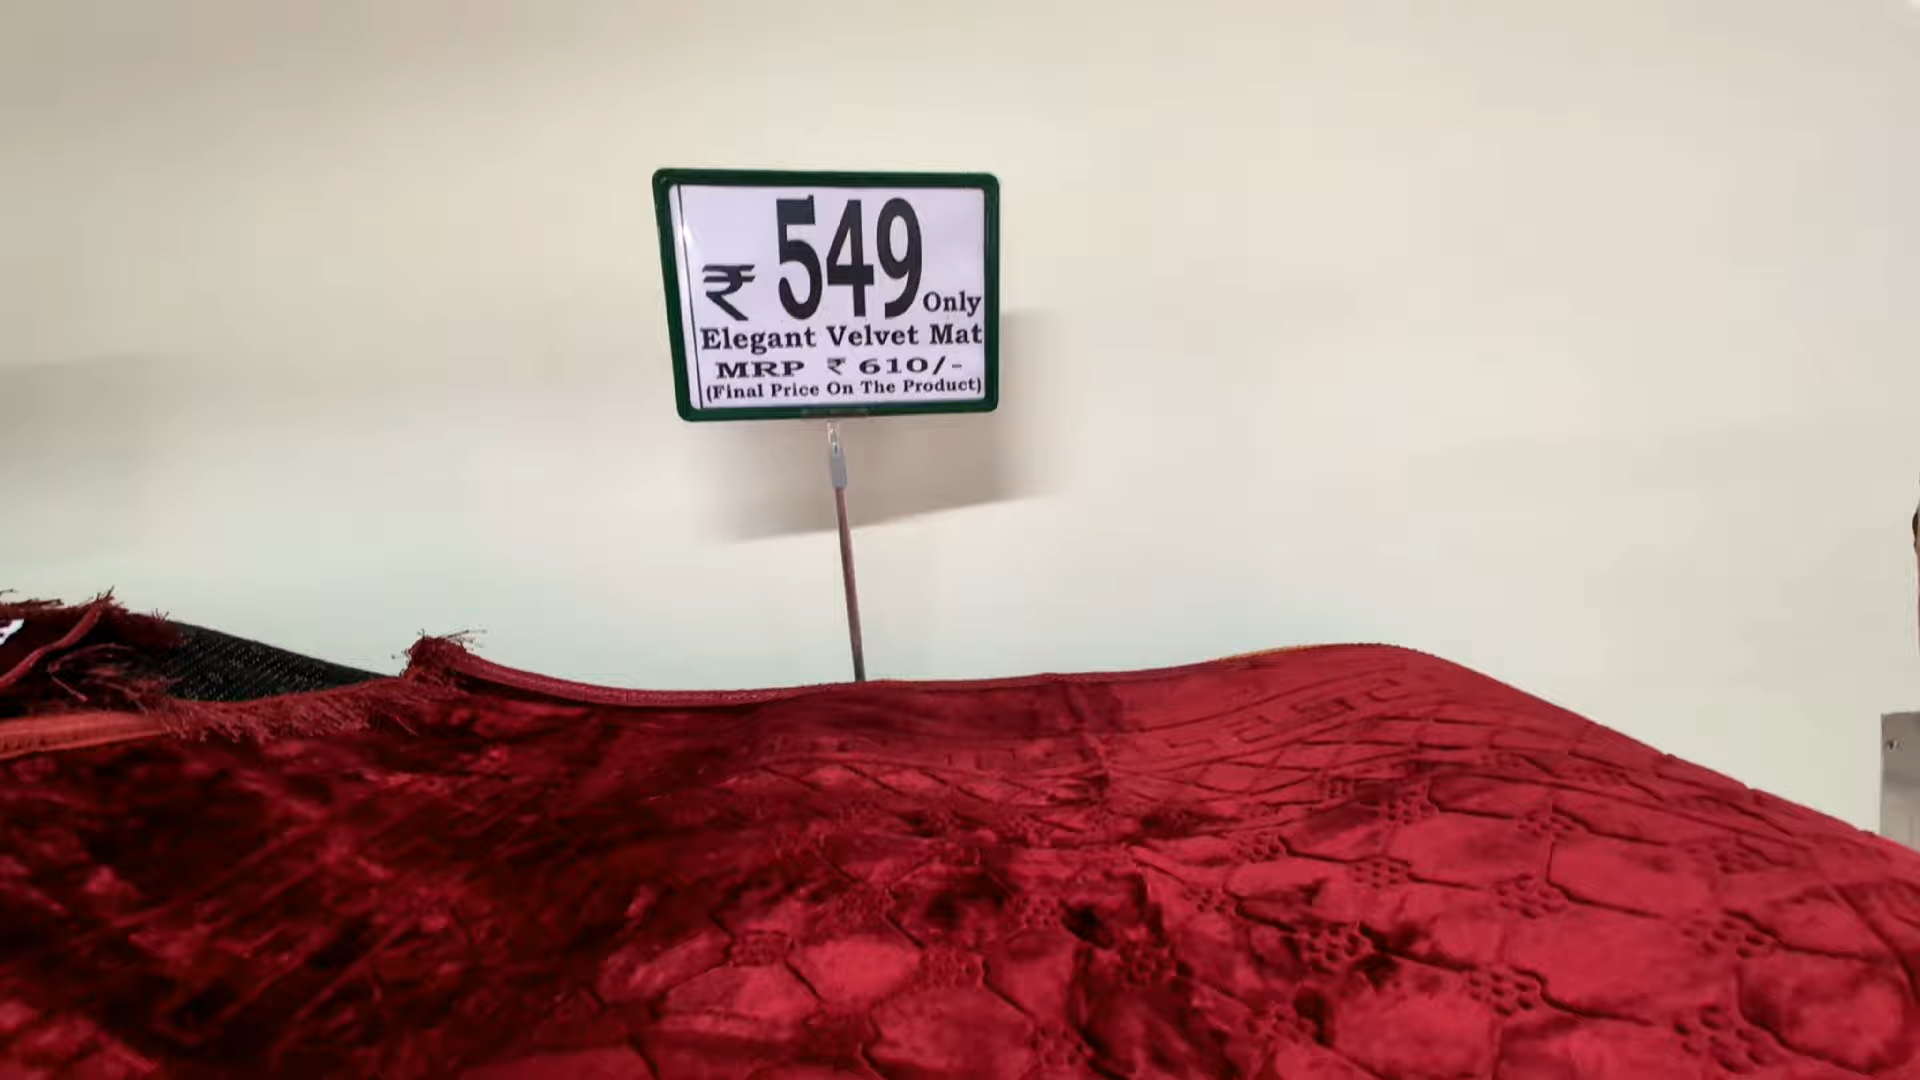 ₹ 549 Only
Elegant Velvet Mat
MRP ₹ 610/-
(Final Price On The Product)